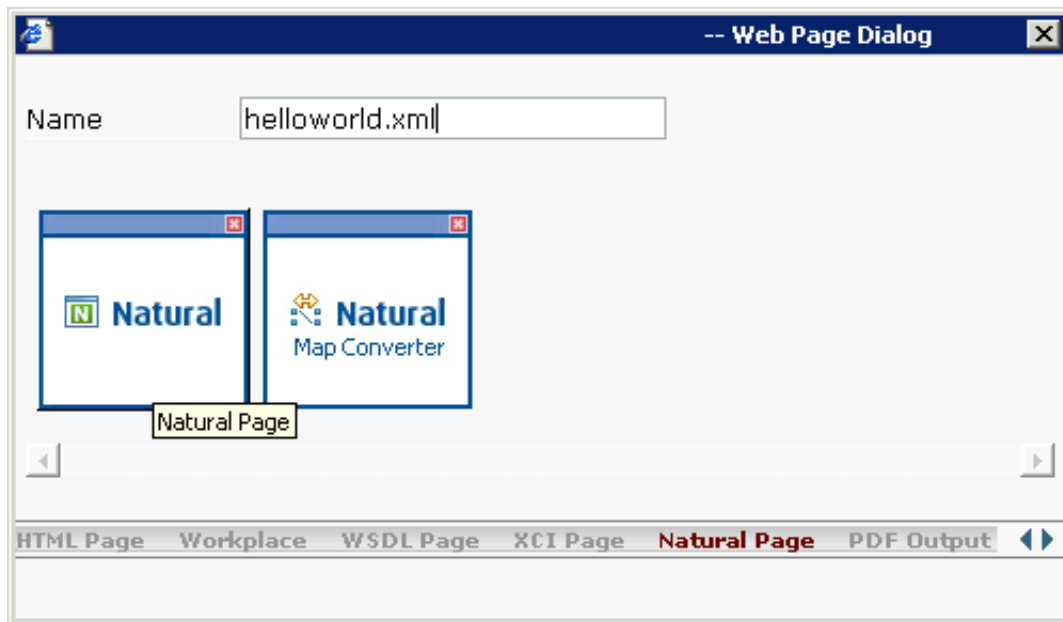 -- Web Page Dialog
Name helloworld.xml
N Natural Natural
Map Converter
Natural Page
HTML Page Workplace WSDL Page XCI Page Natural Page PDF Output